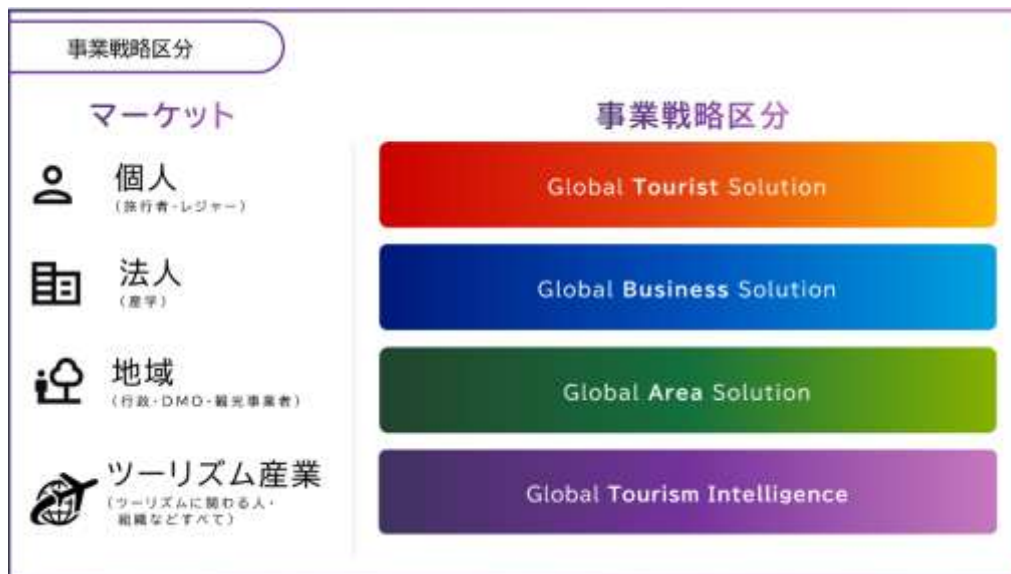 事業戦略区分
マーケット
事業戦略区分
個人
(旅行者・レジャー)
Global Tourist Solution
法人
(産学)
Global Business Solution
地域
(行政・DMO・観光事業者)
Global Area Solution
ツーリズム産業
(ツーリズムに関わる人・
組織などすべて)
Global Tourism Intelligence